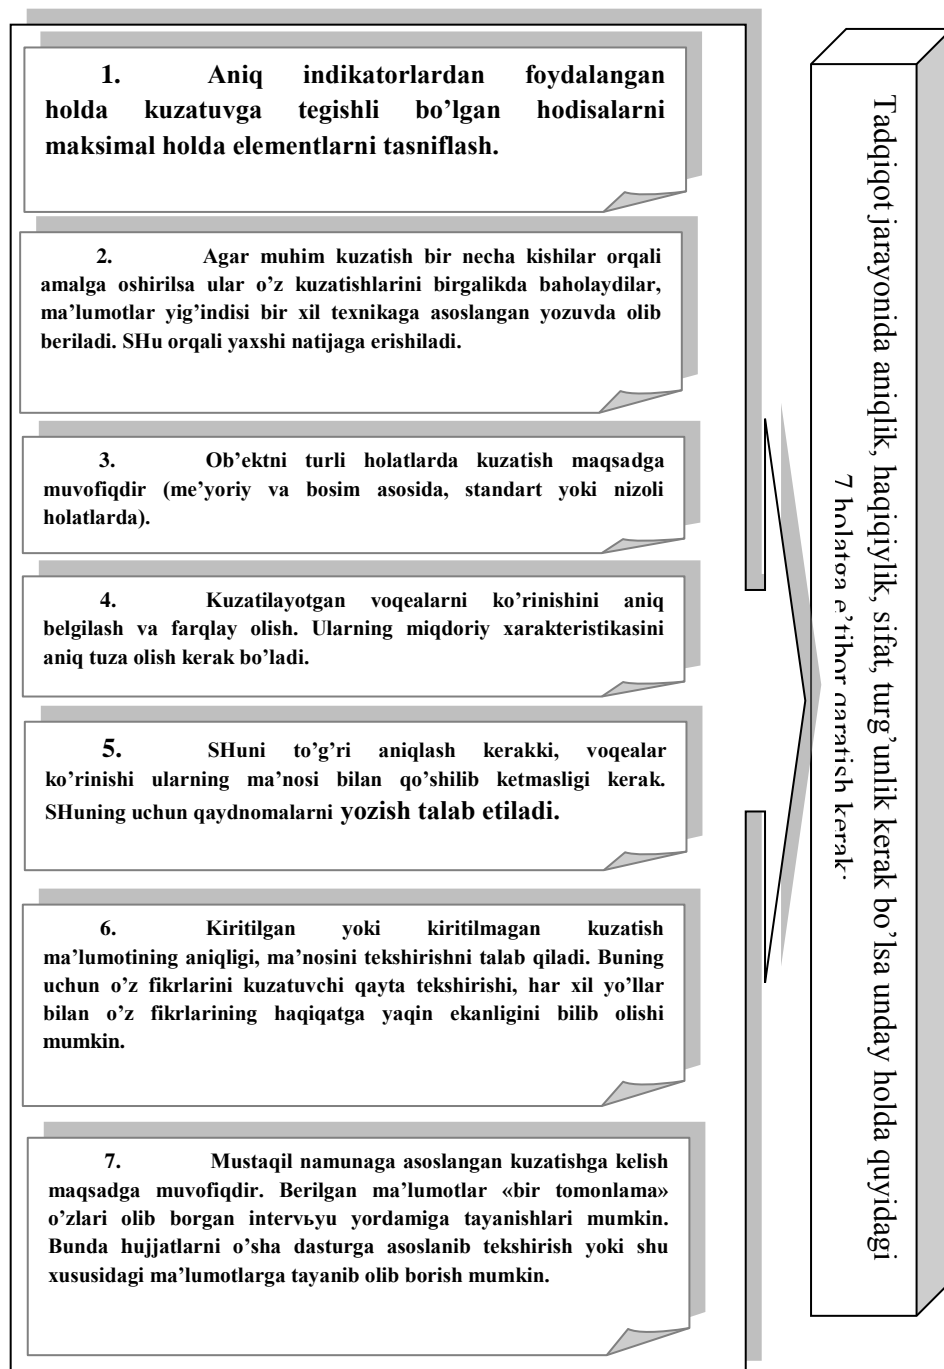 1. Aniq indikatorlardan foydalangan
holda kuzatuvga tegishli bo’lgan hodisalarni
maksimal holda elementlarni tasniflash.
2. Agar muhim kuzatish bir necha kishilar orqali
amalga oshirilsa ular o’z kuzatishlarini birgalikda baholaydilar,
ma’lumotlar yig’indisi bir xil texnikaga asoslangan yozuvda olib
beriladi. SHu orqali yaxshi natijaga erishiladi.
3. Ob’ektni turli holatlarda kuzatish maqsadga
muvofiqdir (me’yoriy va bosim asosida, standart yoki nizoli
holatlarda).
4. Kuzatilayotgan voqealarni ko’rinishini aniq
belgilash va farqlay olish. Ularning miqdoriy xarakteristikasini
aniq tuza olish kerak bo’ladi.
5. SHuni to’g’ri aniqlash kerakki, voqealar
ko’rinishi ularning ma’nosi bilan qo’shilib ketmasligi kerak.
SHuning uchun qaydnomalarni yozish talab etiladi.
6. Kiritilgan yoki kiritilmagan kuzatish
ma’lumotining aniqligi, ma’nosini tekshirishni talab qiladi. Buning
uchun o’z fikrlarini kuzatuvchi qayta tekshirishi, har xil yo’llar
bilan o’z fikrlarining haqiqatga yaqin ekanligini bilib olishi
mumkin.
7. Mustaqil namunaga asoslangan kuzatishga kelish
maqsadga muvofiqdir. Berilgan ma’lumotlar «bir tomonlama»
o’zlari olib borgan intervьyu yordamiga tayanishlari mumkin.
Bunda hujjatlarni o’sha dasturga asoslanib tekshirish yoki shu
xususidagi ma’lumotlarga tayanib olib borish mumkin.
Tadqiqot jarayonida aniqlik, haqiqiylik, sifat, turg’unlik kerak bo’lsa unday holda quyidagi
7 holatga e’tibor qaratish kerak: